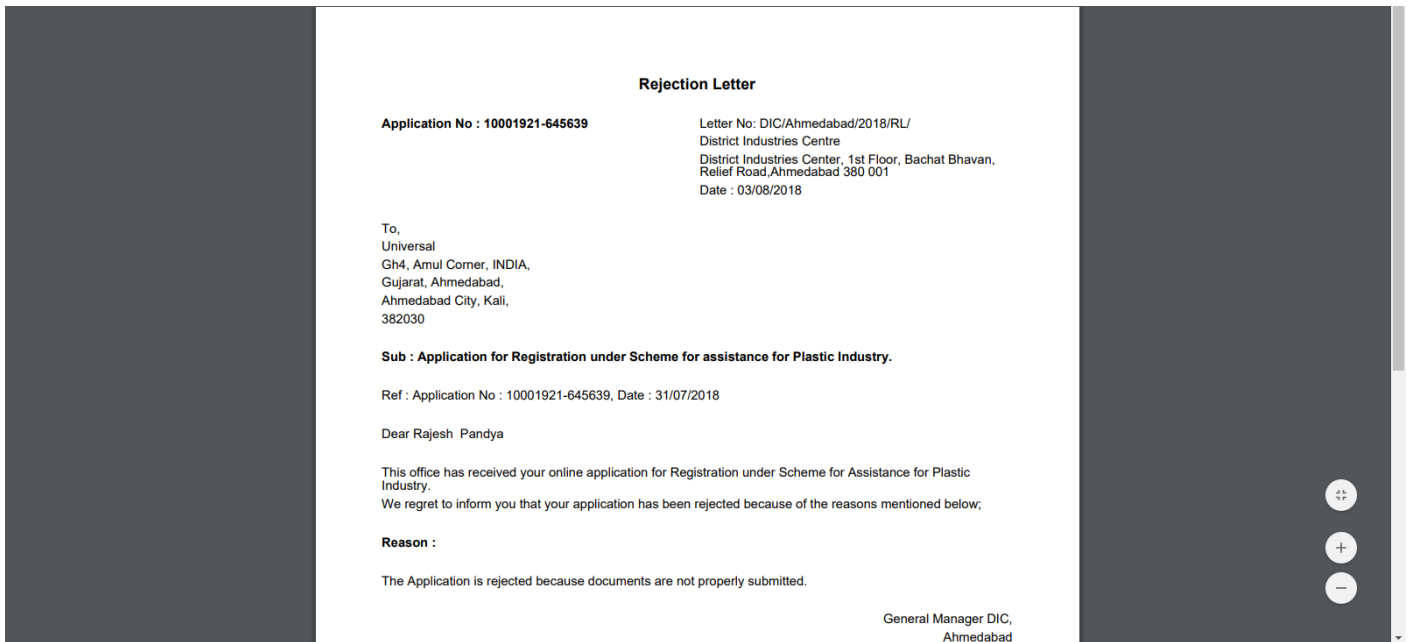 Rejection Letter
Application No : 10001921-645639
Letter No: DIC/Ahmedabad/2018/RL/
District Industries Centre
District Industries Center, 1st Floor, Bachat Bhavan,
Relief Road,Ahmedabad 380 001
Date : 03/08/2018
To,
Universal
Gh4, Amul Corner, INDIA,
Gujarat, Ahmedabad,
Ahmedabad City, Kali,
382030
Sub : Application for Registration under Scheme for assistance for Plastic Industry.
Ref : Application No : 10001921-645639, Date : 31/07/2018
Dear Rajesh  Pandya
This office has received your online application for Registration under Scheme for Assistance for Plastic
Industry.
We regret to inform you that your application has been rejected because of the reasons mentioned below;
Reason :
The Application is rejected because documents are not properly submitted.
General Manager DIC,
Ahmedabad